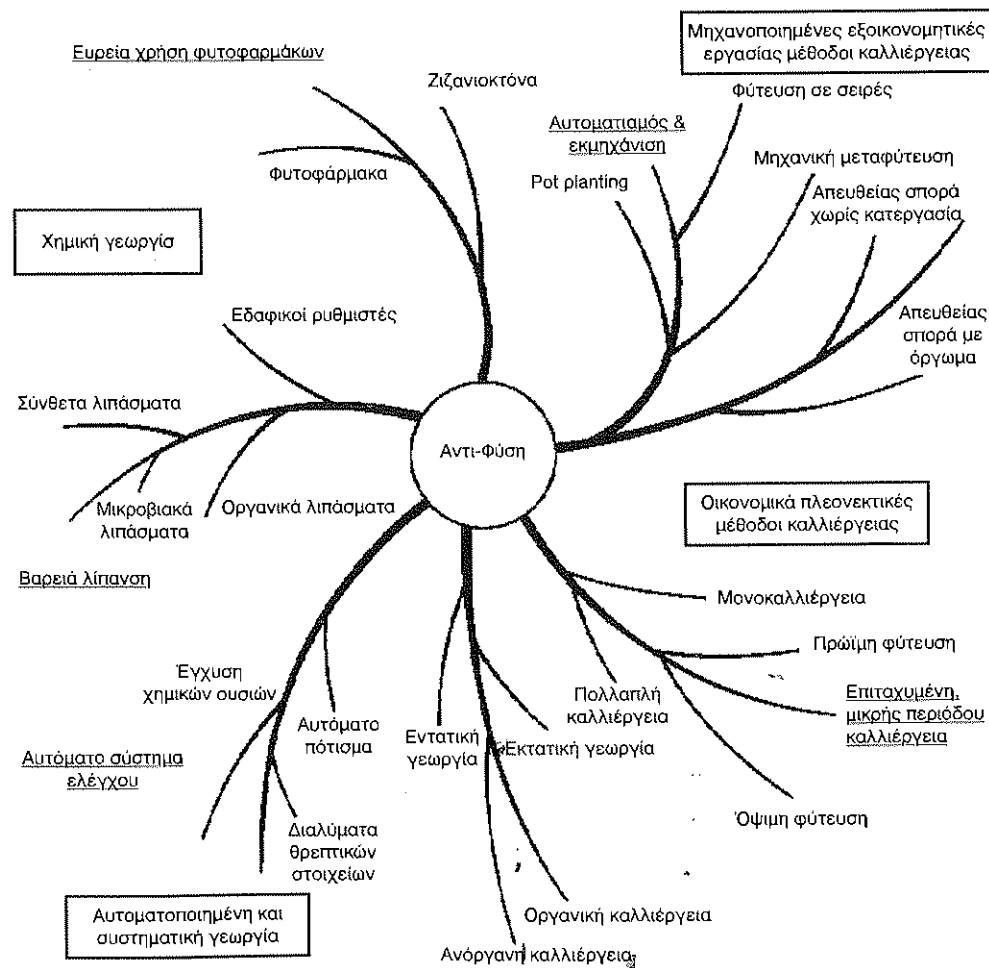 Ευρεία χρήση φυτοφαρμάκων
Ζιζανιοκτόνα
Φυτοφάρμακα
Μηχανοποιημένες εξοικονομητικές
εργασίας μέθοδοι καλλιέργειας
Φύτευση σε σειρές
Αυτοματιαμός &
εκμηχάνιση
Pot planting
Μηχανική μεταφύτευση
Απευθείας σπορά
χωρίς κατεργασία
Χημική γεωργίσ
Εδαφικοί ρυθμιστές
Απευθείας
σπορά με
όργωμα
Σύνθετα λιπάσματα
Αντι-Φύση
Μικροβιακά
λιπάσματα
Οργανικά λιπάσματα
Οικονομικά πλεονεκτικές
μέθοδοι καλλιέργειας
Βαρειά λίπανση
Μονοκαλλιέργεια
Πρώϊμη φύτευση
Έγχυση
χημικών ουσιών
Αυτόματο
πότισμα
Εντατική
γεωργία
Πολλαπλή
καλλιέργεια
Εκτατική γεωργία
Επιταχυμένη,
μικρής περιόδου
καλλιέργεια
Αυτόματο σύστημα
ελέγχου
Όψιμη φύτευση
Διαλύματα
θρεπτικών
στοιχείων
Αυτοματοποιημένη και
συστηματική γεωργία
Οργανική καλλιέργεια
Ανόργανη καλλιέργεια